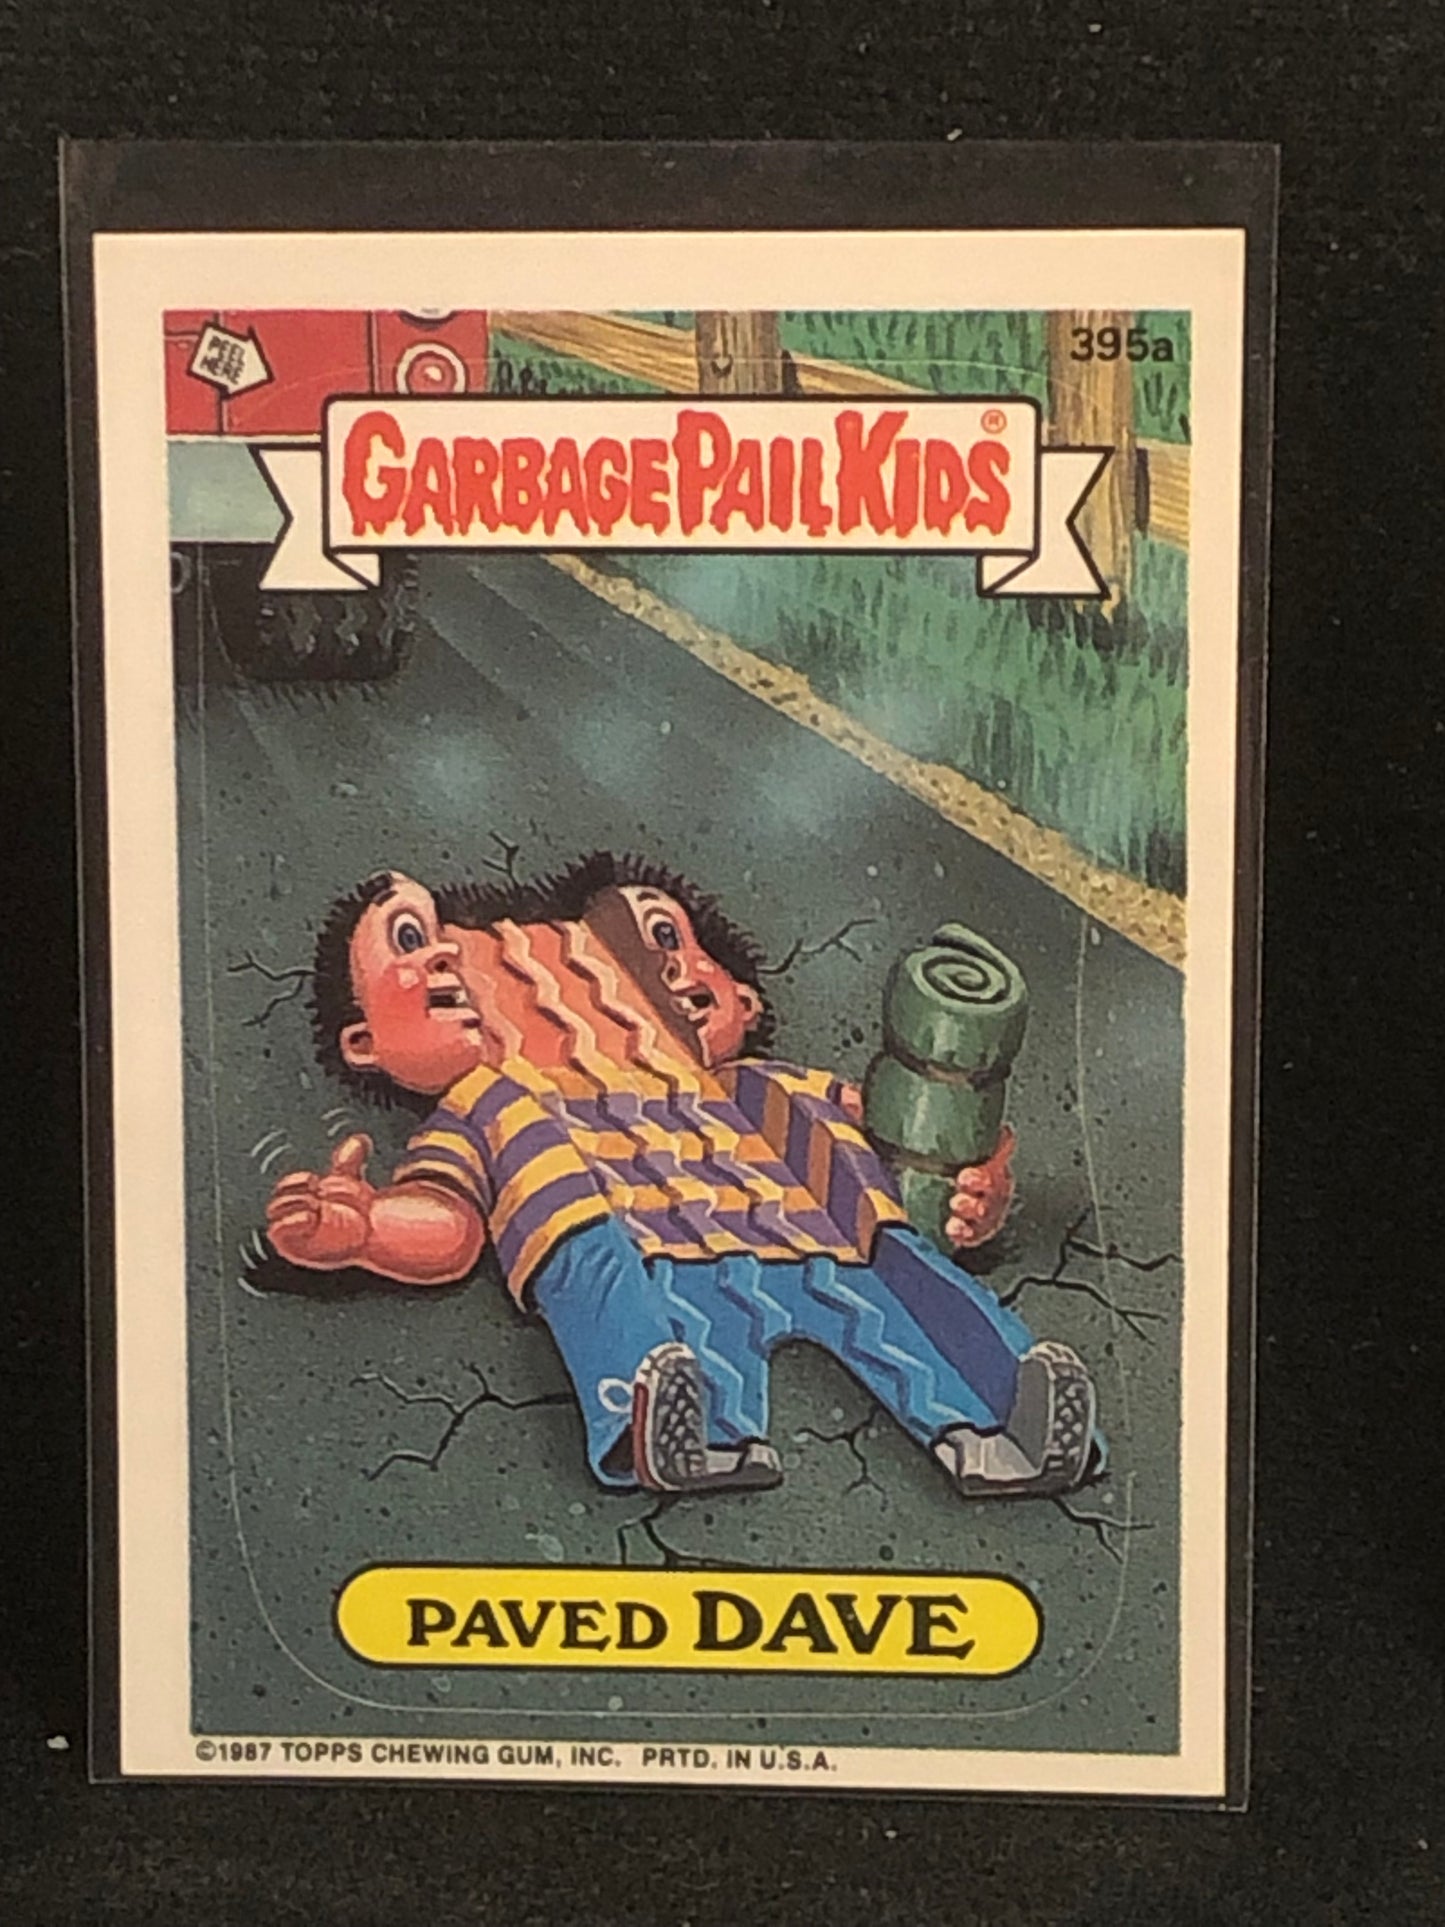 PEEL
HERE
395a
GARBAGE PAIL KIDS®
PAVED DAVE
©1987 TOPPS CHEWING GUM, INC. PRTD. IN U.S.A.